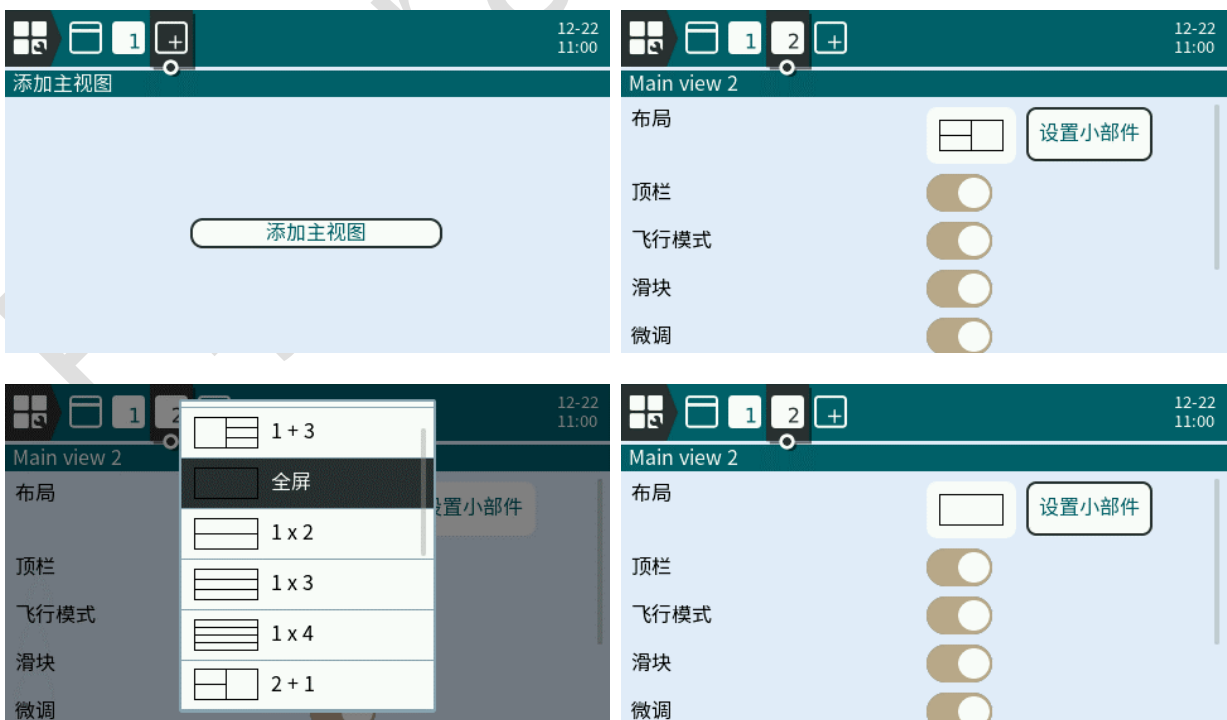 1
12-22
11:00
添加主视图
添加主视图
1 2
12-22
11:00
Main view 2
布局
设置小部件
顶栏
飞行模式
滑块
微调
1 2
12-22
11:00
Main view 2
布局
置小部件
顶栏
飞行模式
滑块
微调
1 + 3
全屏
1 x 2
1 x 3
1 x 4
2 + 1
1 2
12-22
11:00
Main view 2
布局
设置小部件
顶栏
飞行模式
滑块
微调